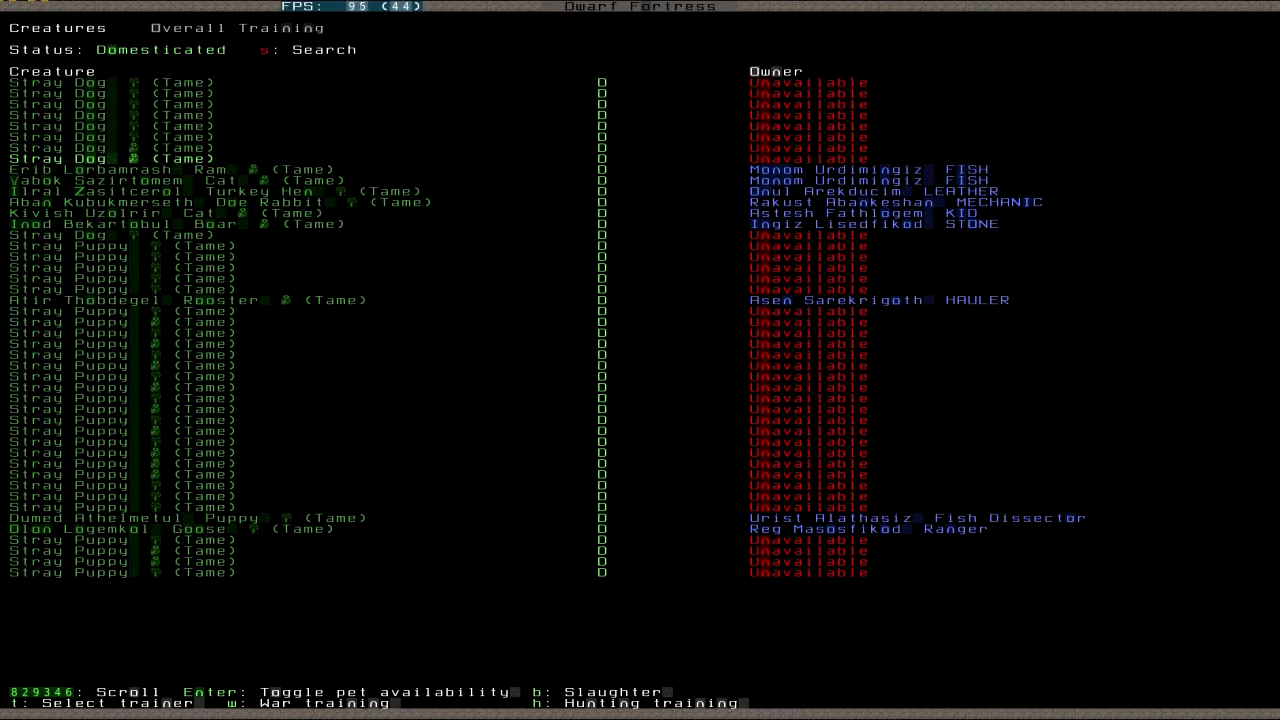 FPS: 95 (44) Dwarf Fortress
Creatures Overall Training
Status: Domesticated s: Search
Creature Owner
Stray Dog ♀ (Tame) D Unavailable
Stray Dog ♀ (Tame) D Unavailable
Stray Dog ♀ (Tame) D Unavailable
Stray Dog ♀ (Tame) D Unavailable
Stray Dog ♀ (Tame) D Unavailable
Stray Dog ♀ (Tame) D Unavailable
Stray Dog ♂ (Tame) D Unavailable
Stray Dog ♂ (Tame) D Unavailable
Erib Lorbamrash Ram ♂ (Tame) D Monom Urdimingiz FISH
Vabok Sazirtomem Cat ♂ (Tame) D Monom Urdimingiz FISH
Ilral Zasitcerol Turkey Hen ♀ (Tame) D Onul Arekducim LEATHER
Aban Kubukmerseth Doe Rabbit ♀ (Tame) D Rakust Abankeshan MECHANIC
Kivish Uzolrir Cat ♂ (Tame) D Astesh Fathlogem KID
Inod Bekartobul Boar ♂ (Tame) D Ingiz Lisedfikod STONE
Stray Dog ♀ (Tame) D Unavailable
Stray Puppy ♀ (Tame) D Unavailable
Stray Puppy ♀ (Tame) D Unavailable
Stray Puppy ♀ (Tame) D Unavailable
Stray Puppy ♀ (Tame) D Unavailable
Stray Puppy ♀ (Tame) D Unavailable
Atir Thobdegel Rooster ♂ (Tame) D Asen Sarekrigoth HAULER
Stray Puppy ♀ (Tame) D Unavailable
Stray Puppy ♂ (Tame) D Unavailable
Stray Puppy ♀ (Tame) D Unavailable
Stray Puppy ♂ (Tame) D Unavailable
Stray Puppy ♀ (Tame) D Unavailable
Stray Puppy ♂ (Tame) D Unavailable
Stray Puppy ♀ (Tame) D Unavailable
Stray Puppy ♂ (Tame) D Unavailable
Stray Puppy ♀ (Tame) D Unavailable
Stray Puppy ♂ (Tame) D Unavailable
Stray Puppy ♀ (Tame) D Unavailable
Stray Puppy ♂ (Tame) D Unavailable
Stray Puppy ♀ (Tame) D Unavailable
Stray Puppy ♂ (Tame) D Unavailable
Stray Puppy ♂ (Tame) D Unavailable
Stray Puppy ♂ (Tame) D Unavailable
Stray Puppy ♀ (Tame) D Unavailable
Stray Puppy ♀ (Tame) D Unavailable
Stray Puppy ♀ (Tame) D Unavailable
Dumed Athelmetul Puppy ♀ (Tame) D Urist Alathasiz Fish Dissector
Olon Logemkol Goose ♀ (Tame) D Reg Masosfikod Ranger
Stray Puppy ♀ (Tame) D Unavailable
Stray Puppy ♂ (Tame) D Unavailable
Stray Puppy ♀ (Tame) D Unavailable
Stray Puppy ♂ (Tame) D Unavailable
829346: Scroll Enter: Toggle pet availability b: Slaughter
t: Select trainer w: War training h: Hunting training